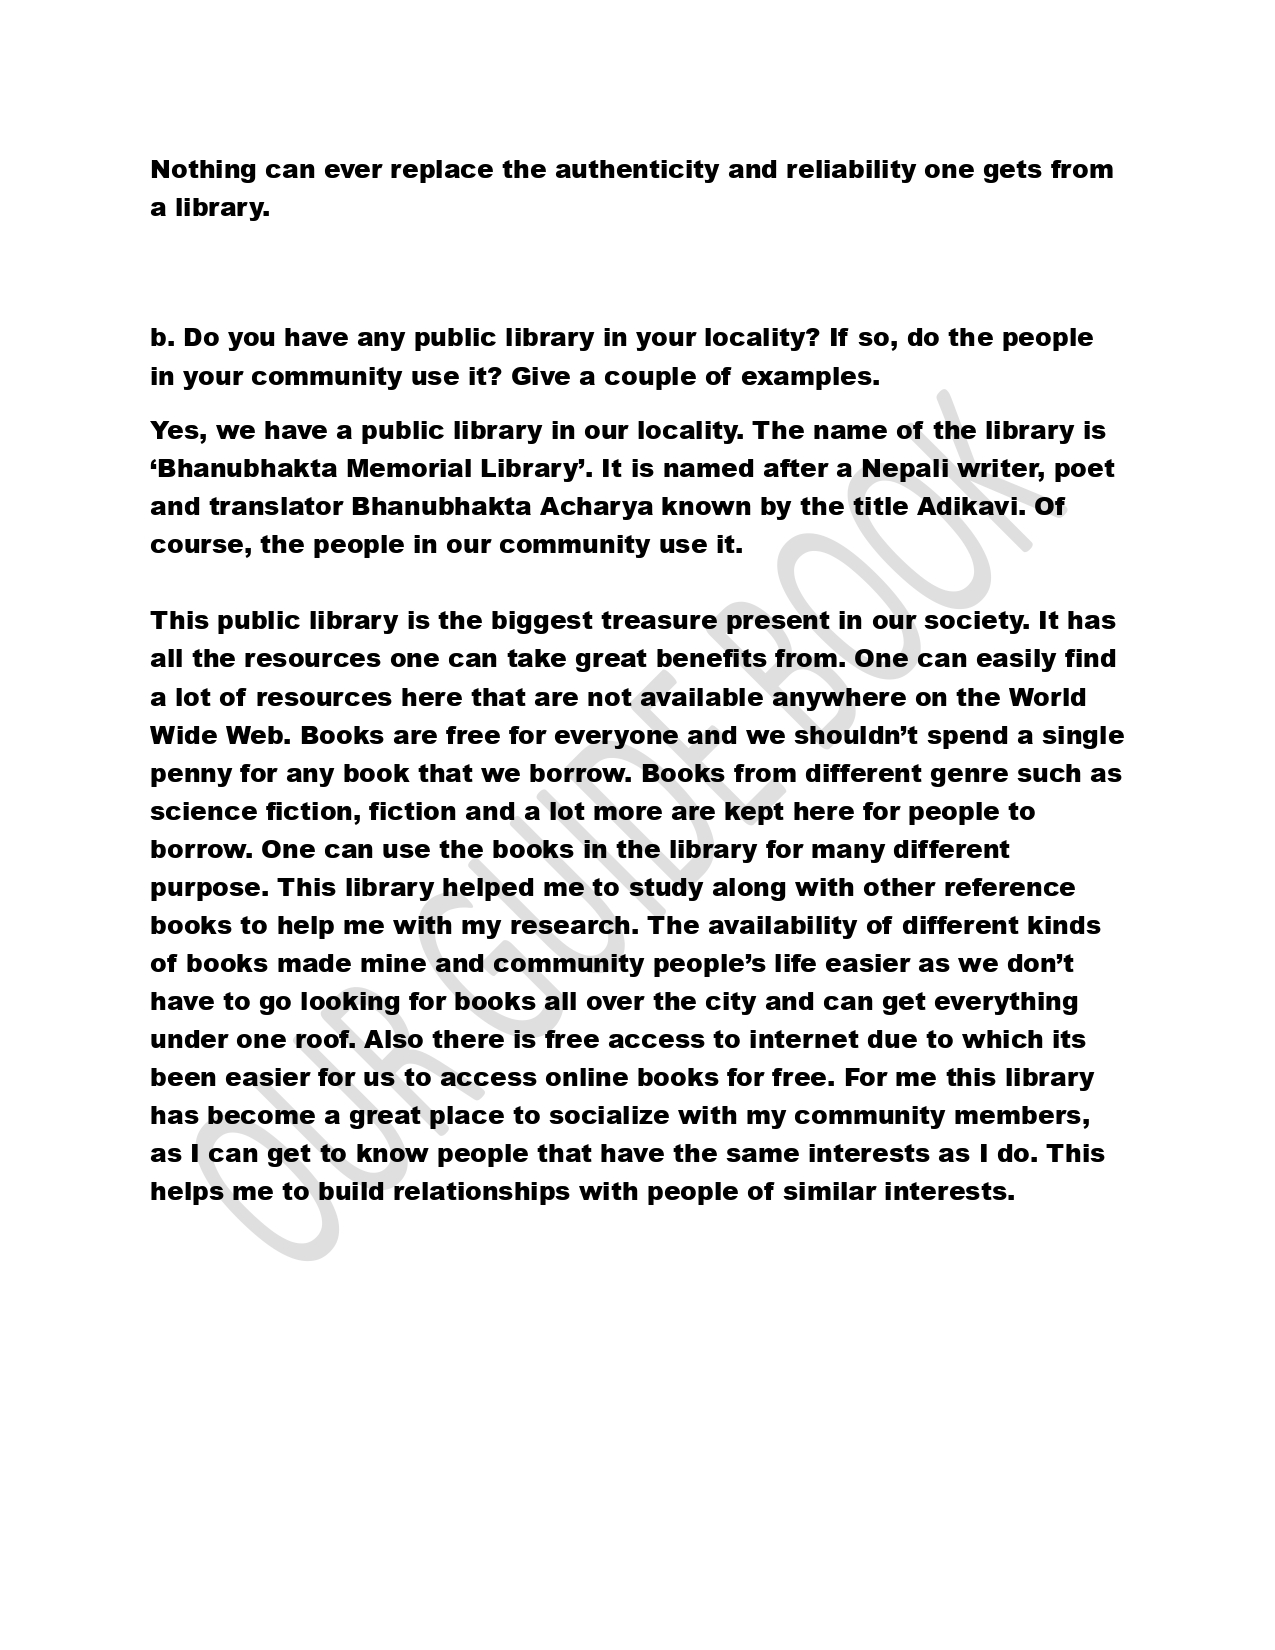 Nothing can ever replace the authenticity and reliability one gets from
a library.
b. Do you have any public library in your locality? If so, do the people
in your community use it? Give a couple of examples.
Yes, we have a public library in our locality. The name of the library is
‘Bhanubhakta Memorial Library’. It is named after a Nepali writer, poet
and translator Bhanubhakta Acharya known by the title Adikavi. Of
course, the people in our community use it.
This public library is the biggest treasure present in our society. It has
all the resources one can take great benefits from. One can easily find
a lot of resources here that are not available anywhere on the World
Wide Web. Books are free for everyone and we shouldn’t spend a single
penny for any book that we borrow. Books from different genre such as
science fiction, fiction and a lot more are kept here for people to
borrow. One can use the books in the library for many different
purpose. This library helped me to study along with other reference
books to help me with my research. The availability of different kinds
of books made mine and community people’s life easier as we don’t
have to go looking for books all over the city and can get everything
under one roof. Also there is free access to internet due to which its
been easier for us to access online books for free. For me this library
has become a great place to socialize with my community members,
as I can get to know people that have the same interests as I do. This
helps me to build relationships with people of similar interests.
OUR GUIDE BOOK